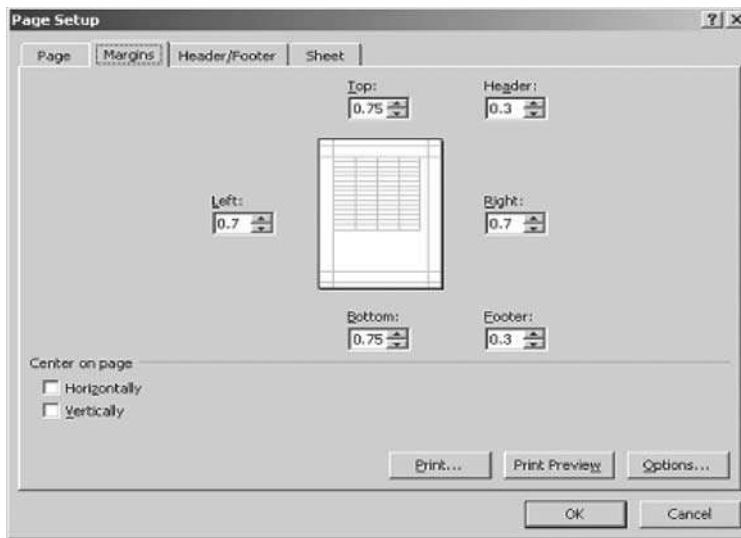 Page Setup
Page Margins Header/Footer Sheet
Top: Header:
0.75 0.3
Left: Right:
0.7 0.7
Bottom: Footer:
0.75 0.3
Center on page
Horizontally
Vertically
Print... Print Preview Options...
OK Cancel